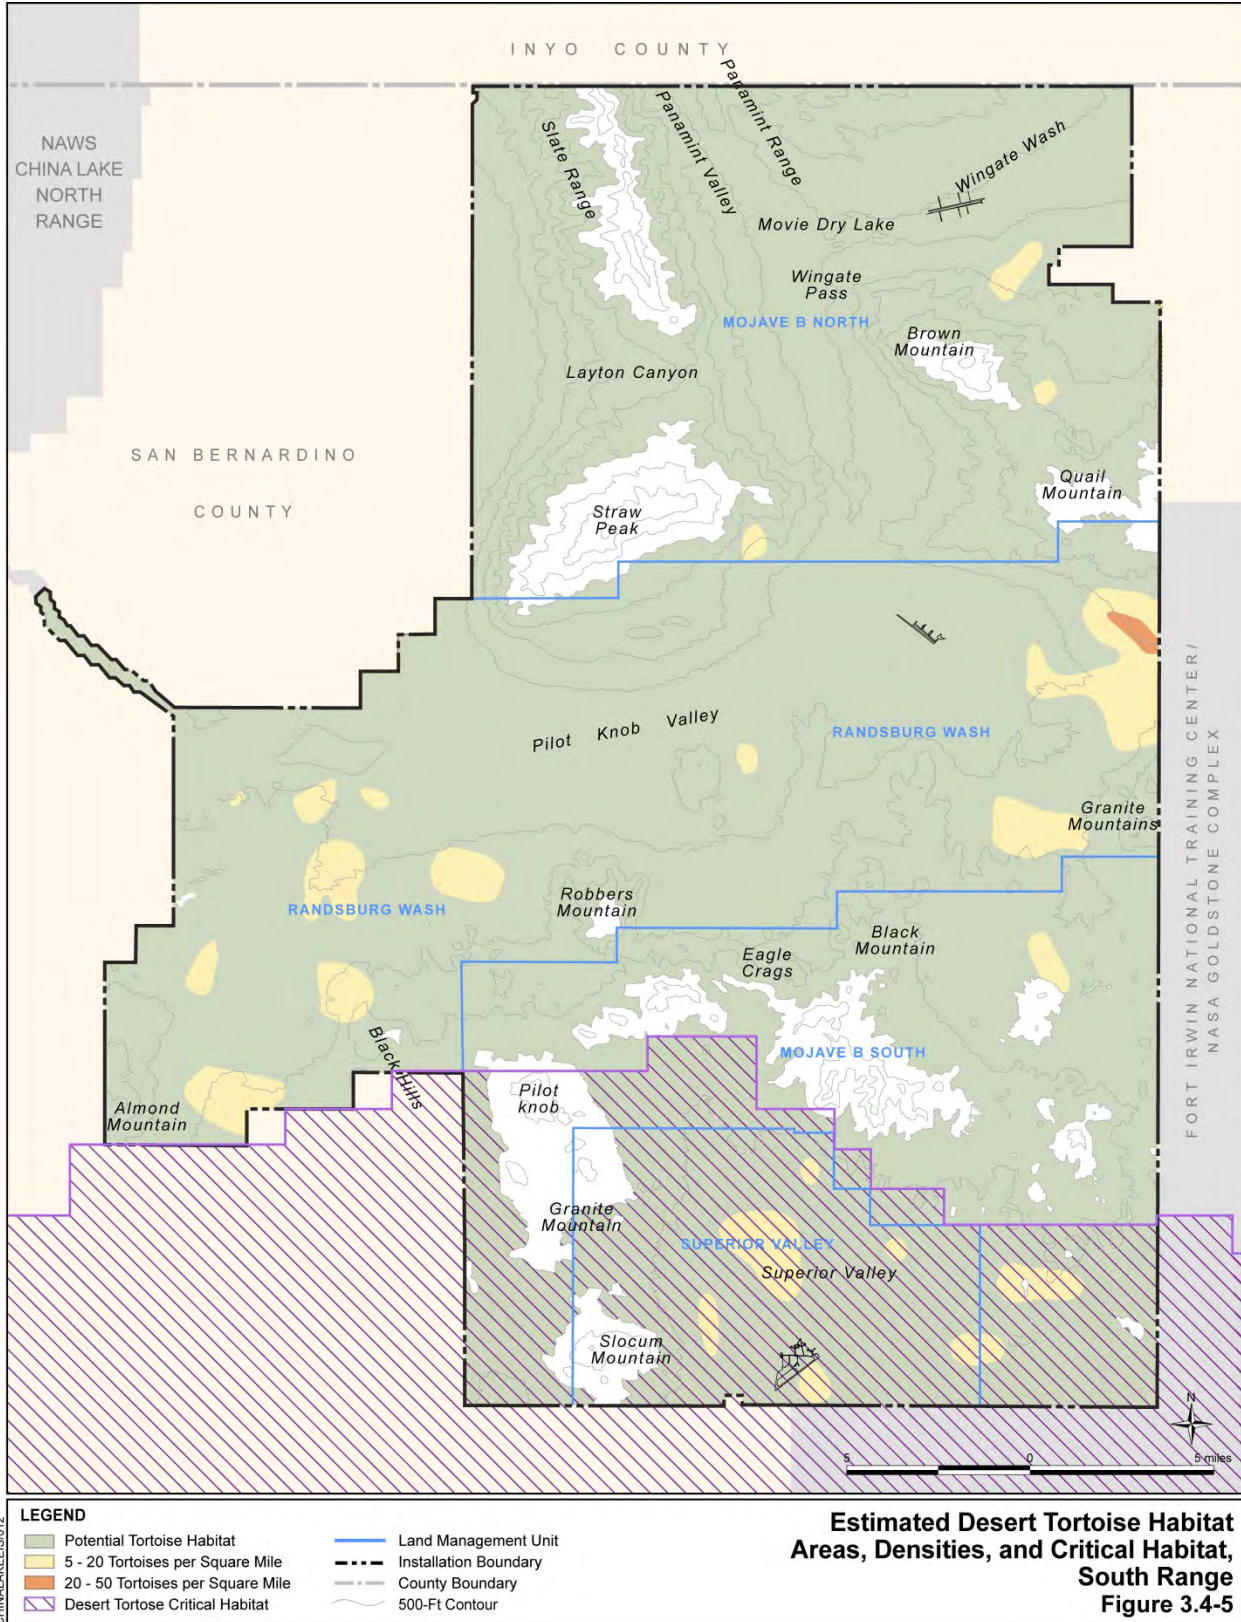 INYO COUNTY
NAWS
CHINA LAKE
NORTH
RANGE
Slate Range
Panamint Valley
Panamint Range
Wingate Wash
Movie Dry Lake
Wingate
Pass
MOJAVE B NORTH
Brown
Mountain
Layton Canyon
SAN BERNARDINO
COUNTY
Quail
Mountain
Straw
Peak
Pilot Knob Valley
RANDSBURG WASH
Granite
Mountains
FORT IRWIN NATIONAL TRAINING CENTER/
NASA GOLDSTONE COMPLEX
Robbers
Mountain
RANDSBURG WASH
Black
Mountain
Eagle
Crags
Black Hills
MOJAVE B SOUTH
Pilot
knob
Almond
Mountain
Granite
Mountain
SUPERIOR VALLEY
Superior Valley
Slocum
Mountain
N
5 0 5 miles
LEGEND
Potential Tortoise Habitat
5 - 20 Tortoises per Square Mile
20 - 50 Tortoises per Square Mile
Desert Tortose Critical Habitat
Land Management Unit
Installation Boundary
County Boundary
500-Ft Contour
Estimated Desert Tortoise Habitat
Areas, Densities, and Critical Habitat,
South Range
Figure 3.4-5